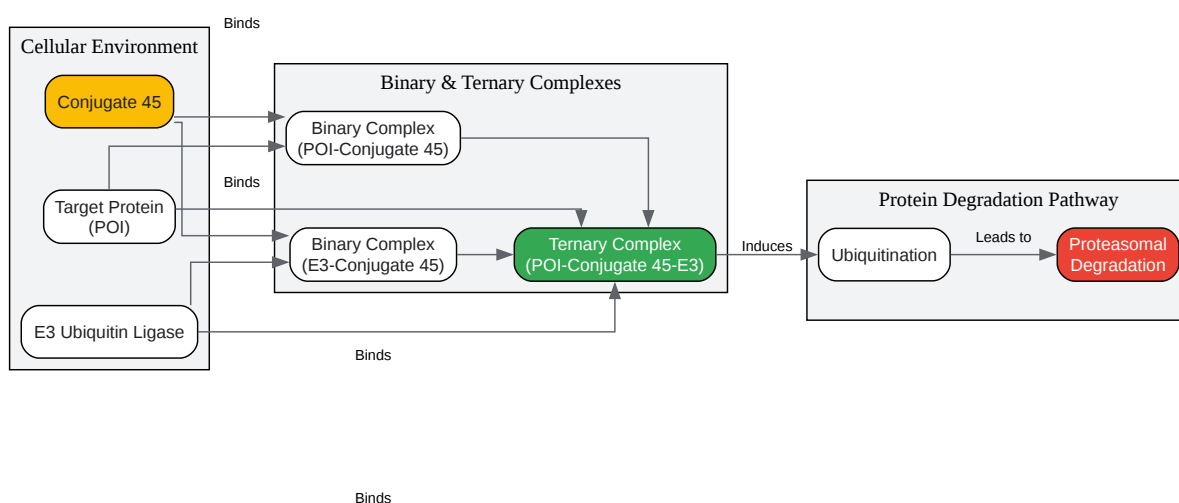 Binds
Cellular Environment
Conjugate 45
Target Protein
(POI)
E3 Ubiquitin Ligase
Binary & Ternary Complexes
Binary Complex
(POI-Conjugate 45)
Binds
Binary Complex
(E3-Conjugate 45)
Ternary Complex
(POI-Conjugate 45-E3)
Induces
Protein Degradation Pathway
Ubiquitination
Leads to
Proteasomal
Degradation
Binds
Binds